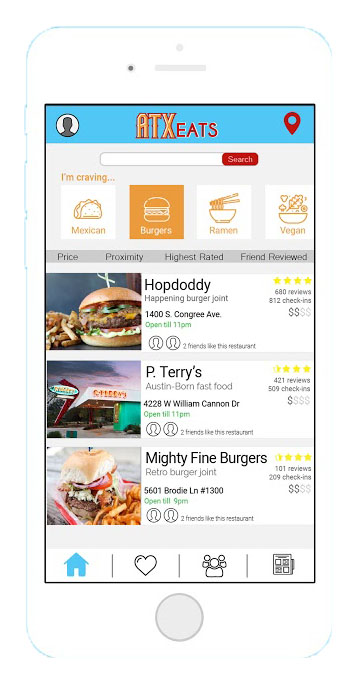 ATX EATS
Search
I'm craving...
Mexican Burgers Ramen Vegan
Price Proximity Highest Rated Friend Reviewed
Hopdoddy
Happening burger joint
680 reviews
812 check-ins
1400 S. Congree Ave.
$$$$
Open till 11pm
2 friends like this restaurant
P. Terry's
Austin-Born fast food
421 reviews
509 check-ins
4228 W William Cannon Dr
$$$$
Open till 11pm
2 friends like this restaurant
Mighty Fine Burgers
Retro burger joint
101 reviews
209 check-ins
5601 Brodie Ln #1300
$$$$
Open till 9pm
2 friends like this restaurant